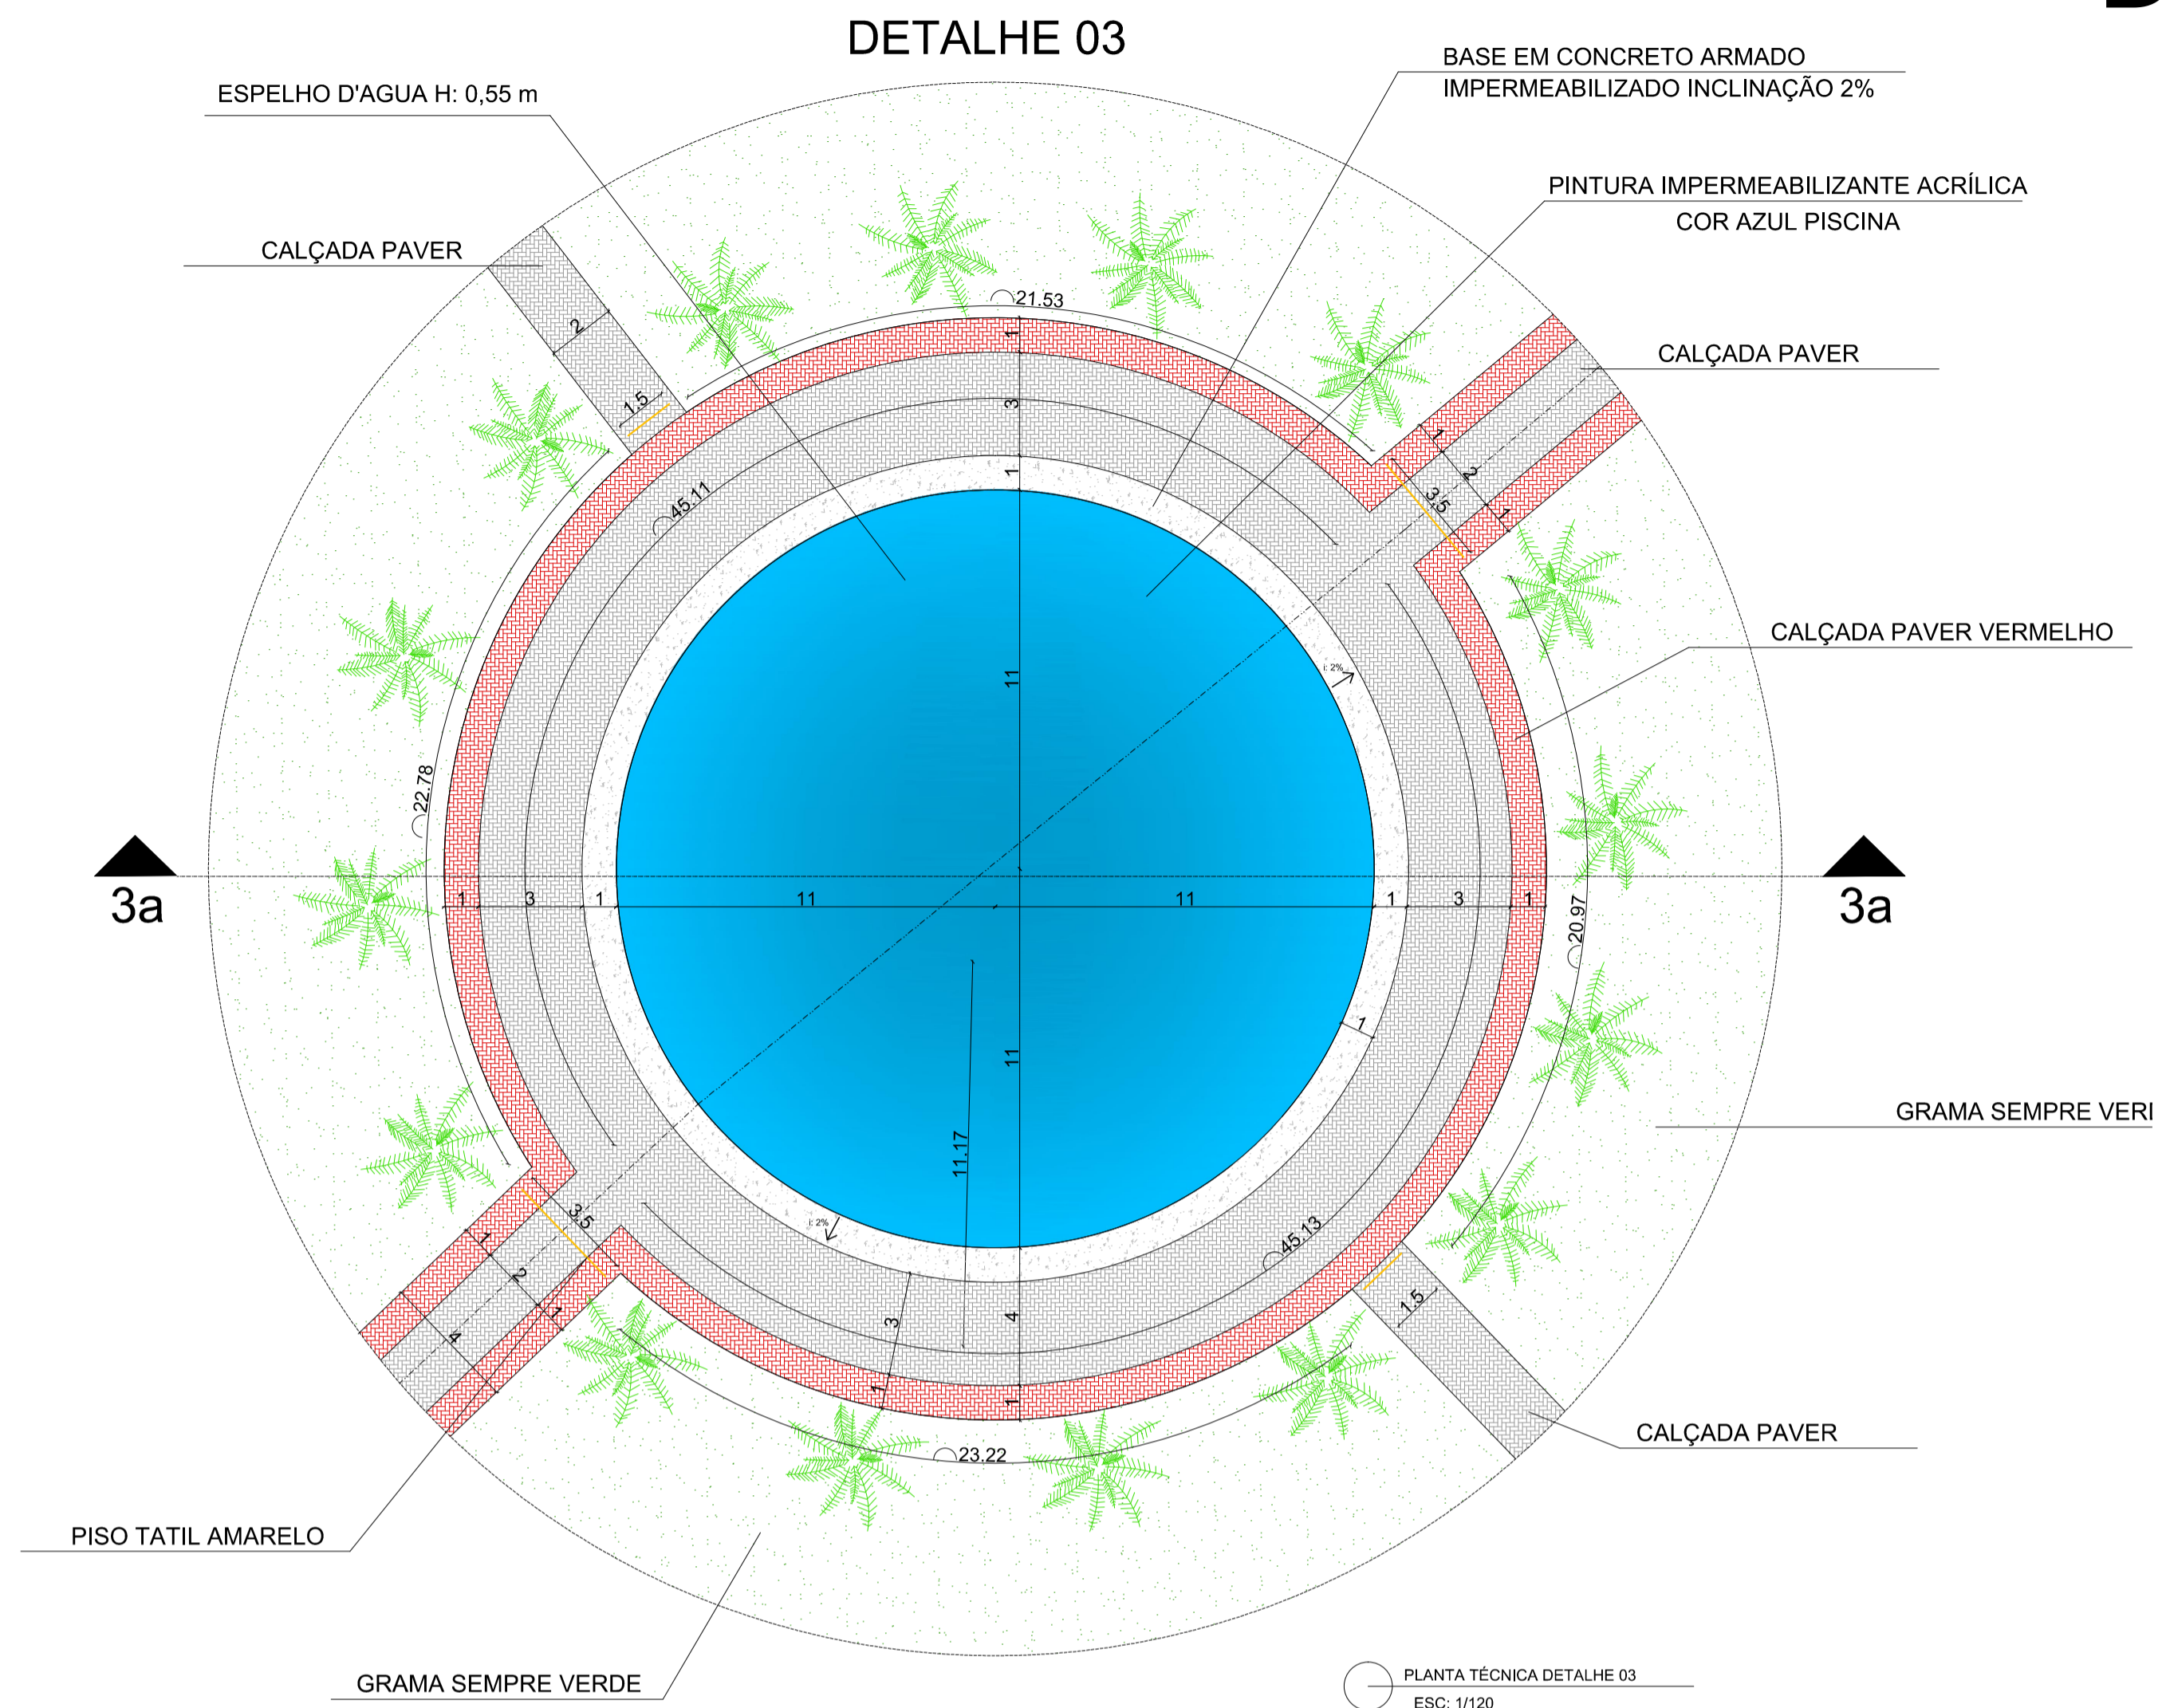 DETALHE 03
BASE EM CONCRETO ARMADO
IMPERMEABILIZADO INCLINAÇÃO 2%
ESPELHO D'AGUA H: 0,55 m
PINTURA IMPERMEABILIZANTE ACRÍLICA
COR AZUL PISCINA
CALÇADA PAVER
21.53
2
1
CALÇADA PAVER
1.5
3
1
2
1
3,5
1
45.11
CALÇADA PAVER VERMELHO
i: 2%
11
22.78
3a
1
3
1
11
11
1
3
1
3a
20.97
1
11
GRAMA SEMPRE VERI
11.17
3,5
i: 2%
45.13
1
2
1
4
3
4
1.5
1
1
23.22
CALÇADA PAVER
PISO TATIL AMARELO
GRAMA SEMPRE VERDE
PLANTA TÉCNICA DETALHE 03
ESC: 1/120